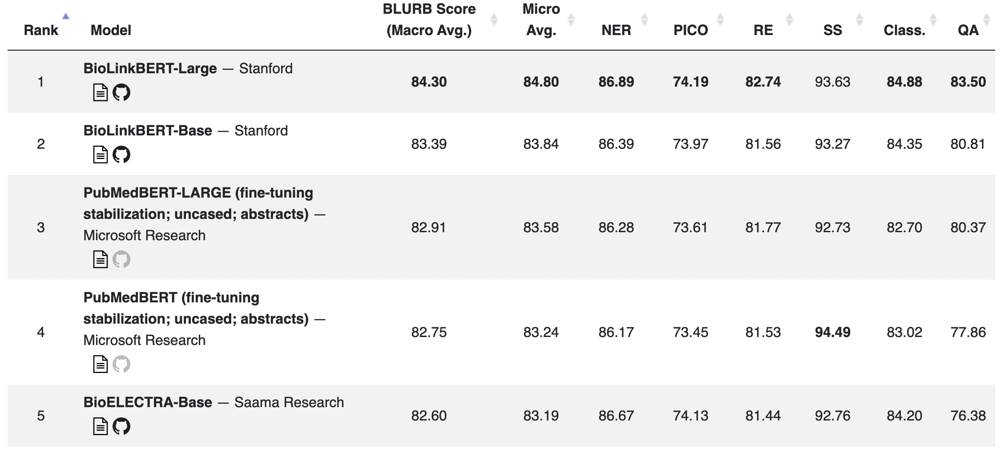 Rank Model BLURB Score (Macro Avg.) Micro Avg. NER PICO RE SS Class. QA
1 BioLinkBERT-Large — Stanford 84.30 84.80 86.89 74.19 82.74 93.63 84.88 83.50
2 BioLinkBERT-Base — Stanford 83.39 83.84 86.39 73.97 81.56 93.27 84.35 80.81
PubMedBERT-LARGE (fine-tuning
stabilization; uncased; abstracts) —
3 Microsoft Research 82.91 83.58 86.28 73.61 81.77 92.73 82.70 80.37
PubMedBERT (fine-tuning
stabilization; uncased; abstracts) —
4 Microsoft Research 82.75 83.24 86.17 73.45 81.53 94.49 83.02 77.86
5 BioELECTRA-Base — Saama Research 82.60 83.19 86.67 74.13 81.44 92.76 84.20 76.38